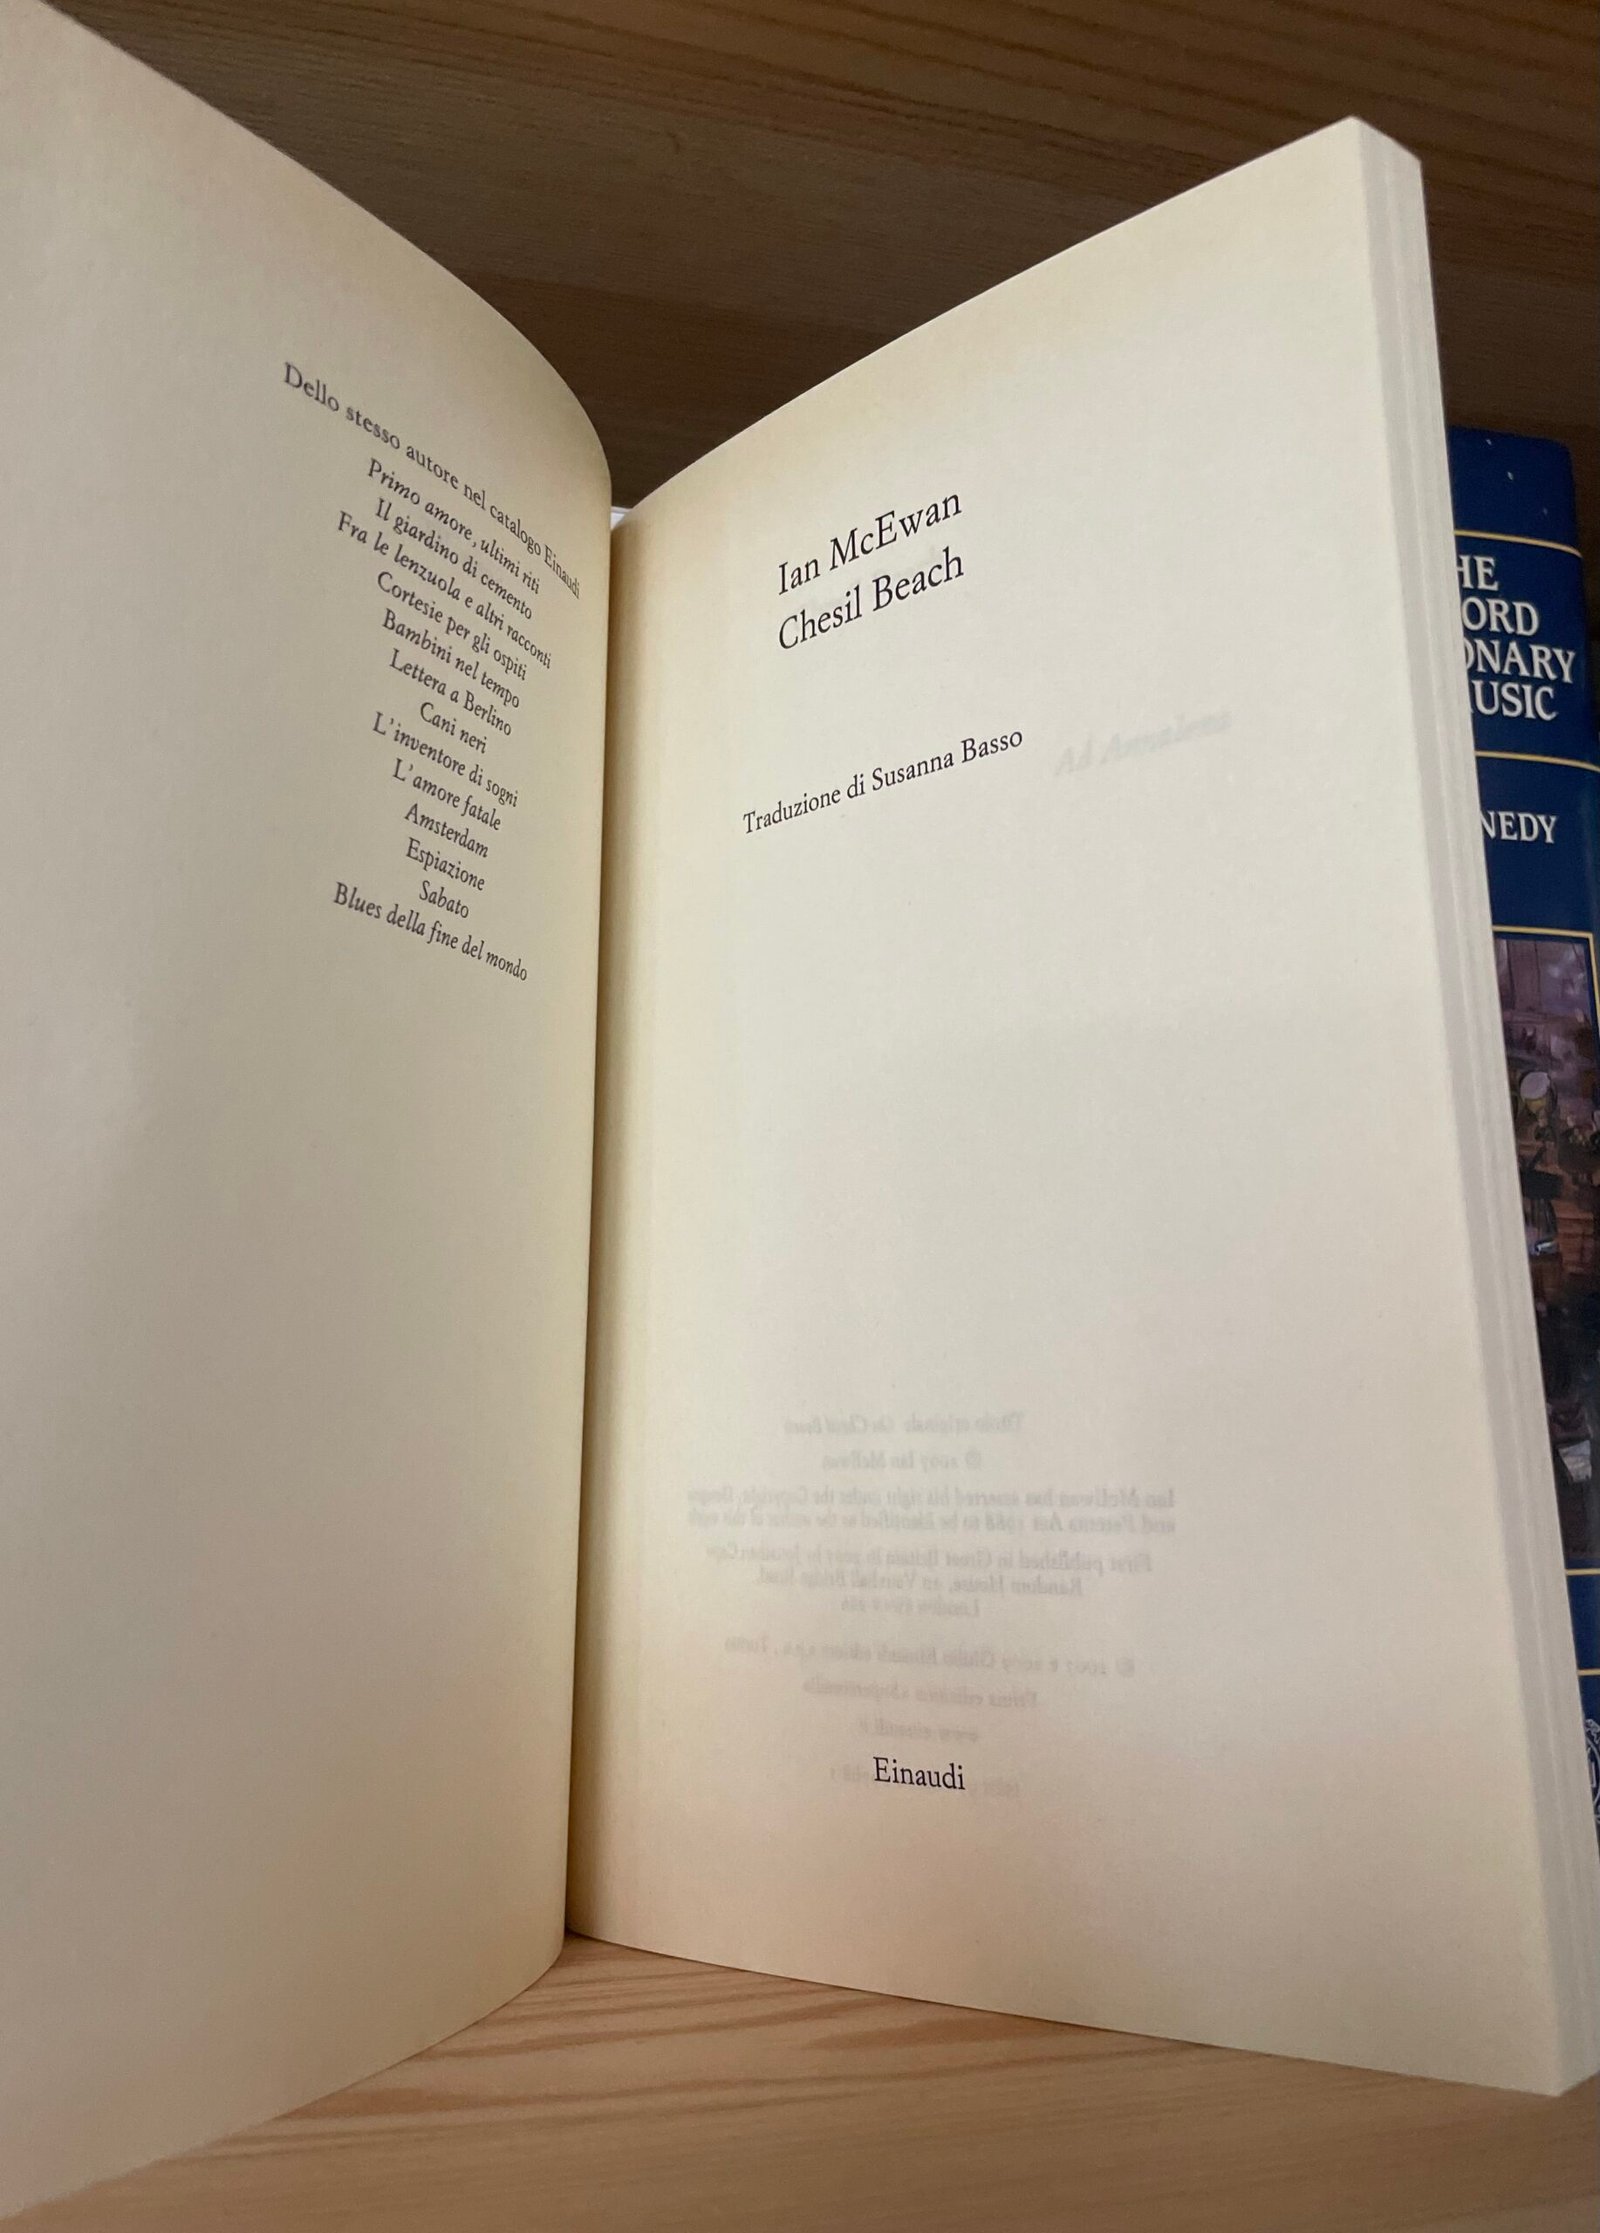 Dello stesso autore nel catalogo Einaudi
Primo amore, ultimi riti
Il giardino di cemento
Fra le lenzuola e altri racconti
Cortesie per gli ospiti
Bambini nel tempo
Lettera a Berlino
Cani neri
L'inventore di sogni
L'amore fatale
Amsterdam
Espiazione
Sabato
Blues della fine del mondo
Ian McEwan
Chesil Beach
Traduzione di Susanna Basso
Einaudi
HE
ORD
ONARY
USIC
NEDY